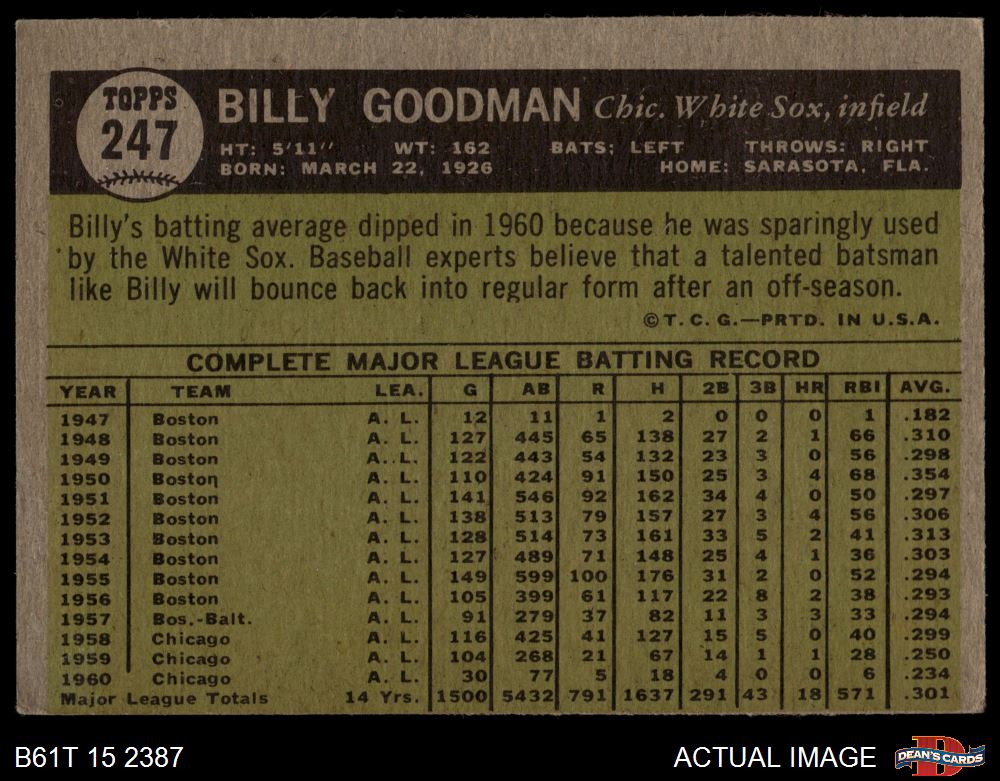 TOPPS
247
BILLY GOODMAN Chic. White Sox, infield
HT: 5'11'' WT: 162 BATS: LEFT THROWS: RIGHT
BORN: MARCH 22, 1926 HOME: SARASOTA, FLA.
Billy's batting average dipped in 1960 because he was sparingly used
by the White Sox. Baseball experts believe that a talented batsman
like Billy will bounce back into regular form after an off-season.
©T. C. G.—PRTD. IN U.S.A.
COMPLETE MAJOR LEAGUE BATTING RECORD
YEAR TEAM LEA. G AB R H 2B 3B HR RBI AVG.
1947 Boston A. L. 12 11 1 2 0 0 0 1 .182
1948 Boston A. L. 127 445 65 138 27 2 1 66 .310
1949 Boston A. L. 122 443 54 132 23 3 0 56 .298
1950 Boston A. L. 110 424 91 150 25 3 4 68 .354
1951 Boston A. L. 141 546 92 162 34 4 0 50 .297
1952 Boston A. L. 138 513 79 157 27 3 4 56 .306
1953 Boston A. L. 128 514 73 161 33 5 2 41 .313
1954 Boston A. L. 127 489 71 148 25 4 1 36 .303
1955 Boston A. L. 149 599 100 176 31 2 0 52 .294
1956 Boston A. L. 105 399 61 117 22 8 2 38 .293
1957 Bos.-Balt. A. L. 91 279 37 82 11 3 3 33 .294
1958 Chicago A. L. 116 425 41 127 15 5 0 40 .299
1959 Chicago A. L. 104 268 21 67 14 1 1 28 .250
1960 Chicago A. L. 30 77 5 18 4 0 0 6 .234
Major League Totals 14 Yrs. 1500 5432 791 1637 291 43 18 571 .301
B61T 15 2387 ACTUAL IMAGE DEAN'S CARDS